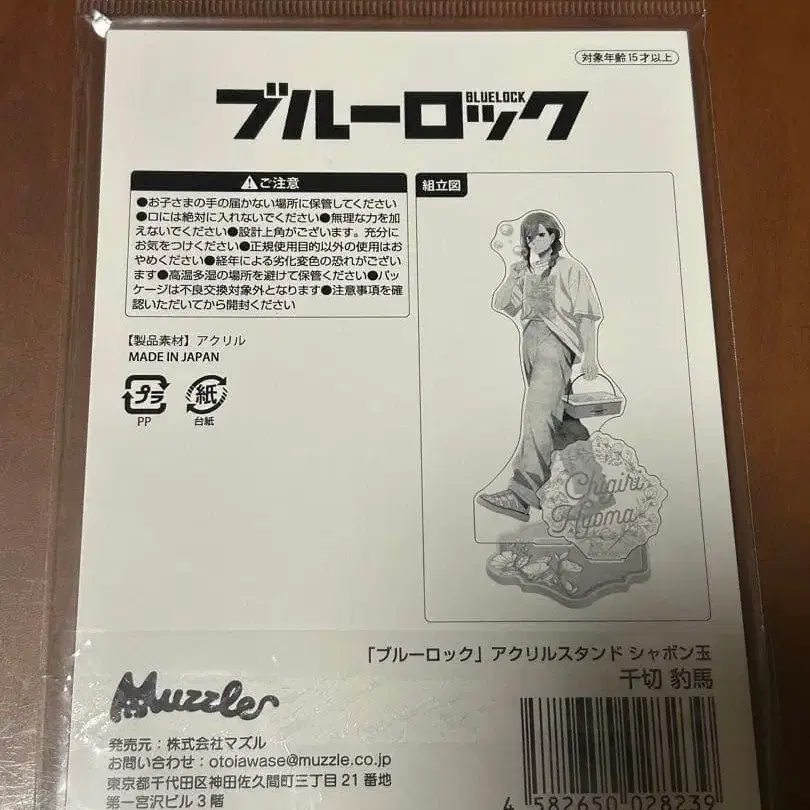 対象年齢15才以上
ブルーロック
BLUELOCK
ご注意
●お子さまの手の届かない場所に保管してください
●口には絶対に入れないでください●無理な力を加
えないでください●設計上角がございます。充分に
お気をつけください●正規使用目的以外の使用はお
やめください●経年による劣化変色の恐れがござい
ます●高温多湿の場所を避けて保管ください●パッ
ケージは不良交換対象外となります●注意事項を確
認いただいてから開封ください
組立図
Chigiri
Hyoma
【製品素材】アクリル
MADE IN JAPAN
プラ
PP
紙
台紙
「ブルーロック」アクリルスタンド シャボン玉
千切 豹馬
Muzzle
発売元：株式会社マズル
お問い合わせ：otoiawase@muzzle.co.jp
東京都千代田区神田佐久間町三丁目21番地
第一宮沢ビル3階
4 582650 028239